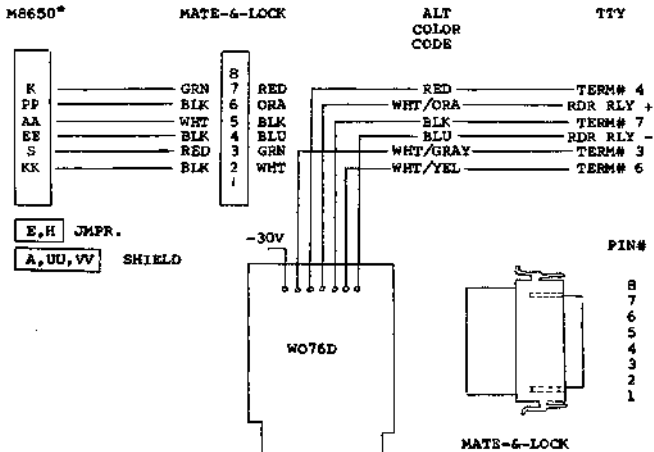 M8650* MATE-&-LOCK ALT COLOR CODE TTY
8
K GRN 7 RED RED TERM# 4
PP BLK 6 ORA WHT/ORA RDR RLY +
AA WHT 5 BLK BLK TERM# 7
EE BLK 4 BLU BLU RDR RLY -
S RED 3 GRN WHT/GRAY TERM# 3
KK BLK 2 WHT WHT/YEL TERM# 6
1
E,H JMPR.
A,UU,VV SHIELD
-30V
W076D
PIN#
8
7
6
5
4
3
2
1
MATE-&-LOCK